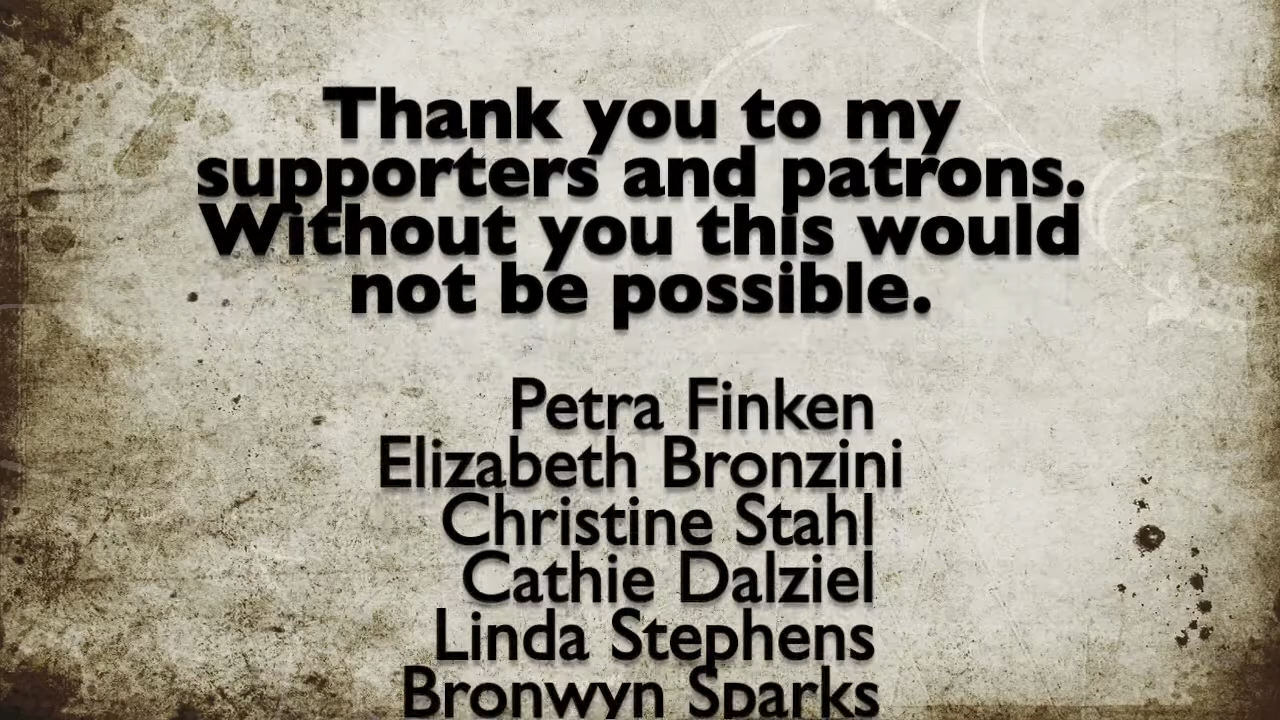 Thank you to my
supporters and patrons.
Without you this would
not be possible.
Petra Finken
Elizabeth Bronzini
Christine Stahl
Cathie Dalziel
Linda Stephens
Bronwyn Sparks